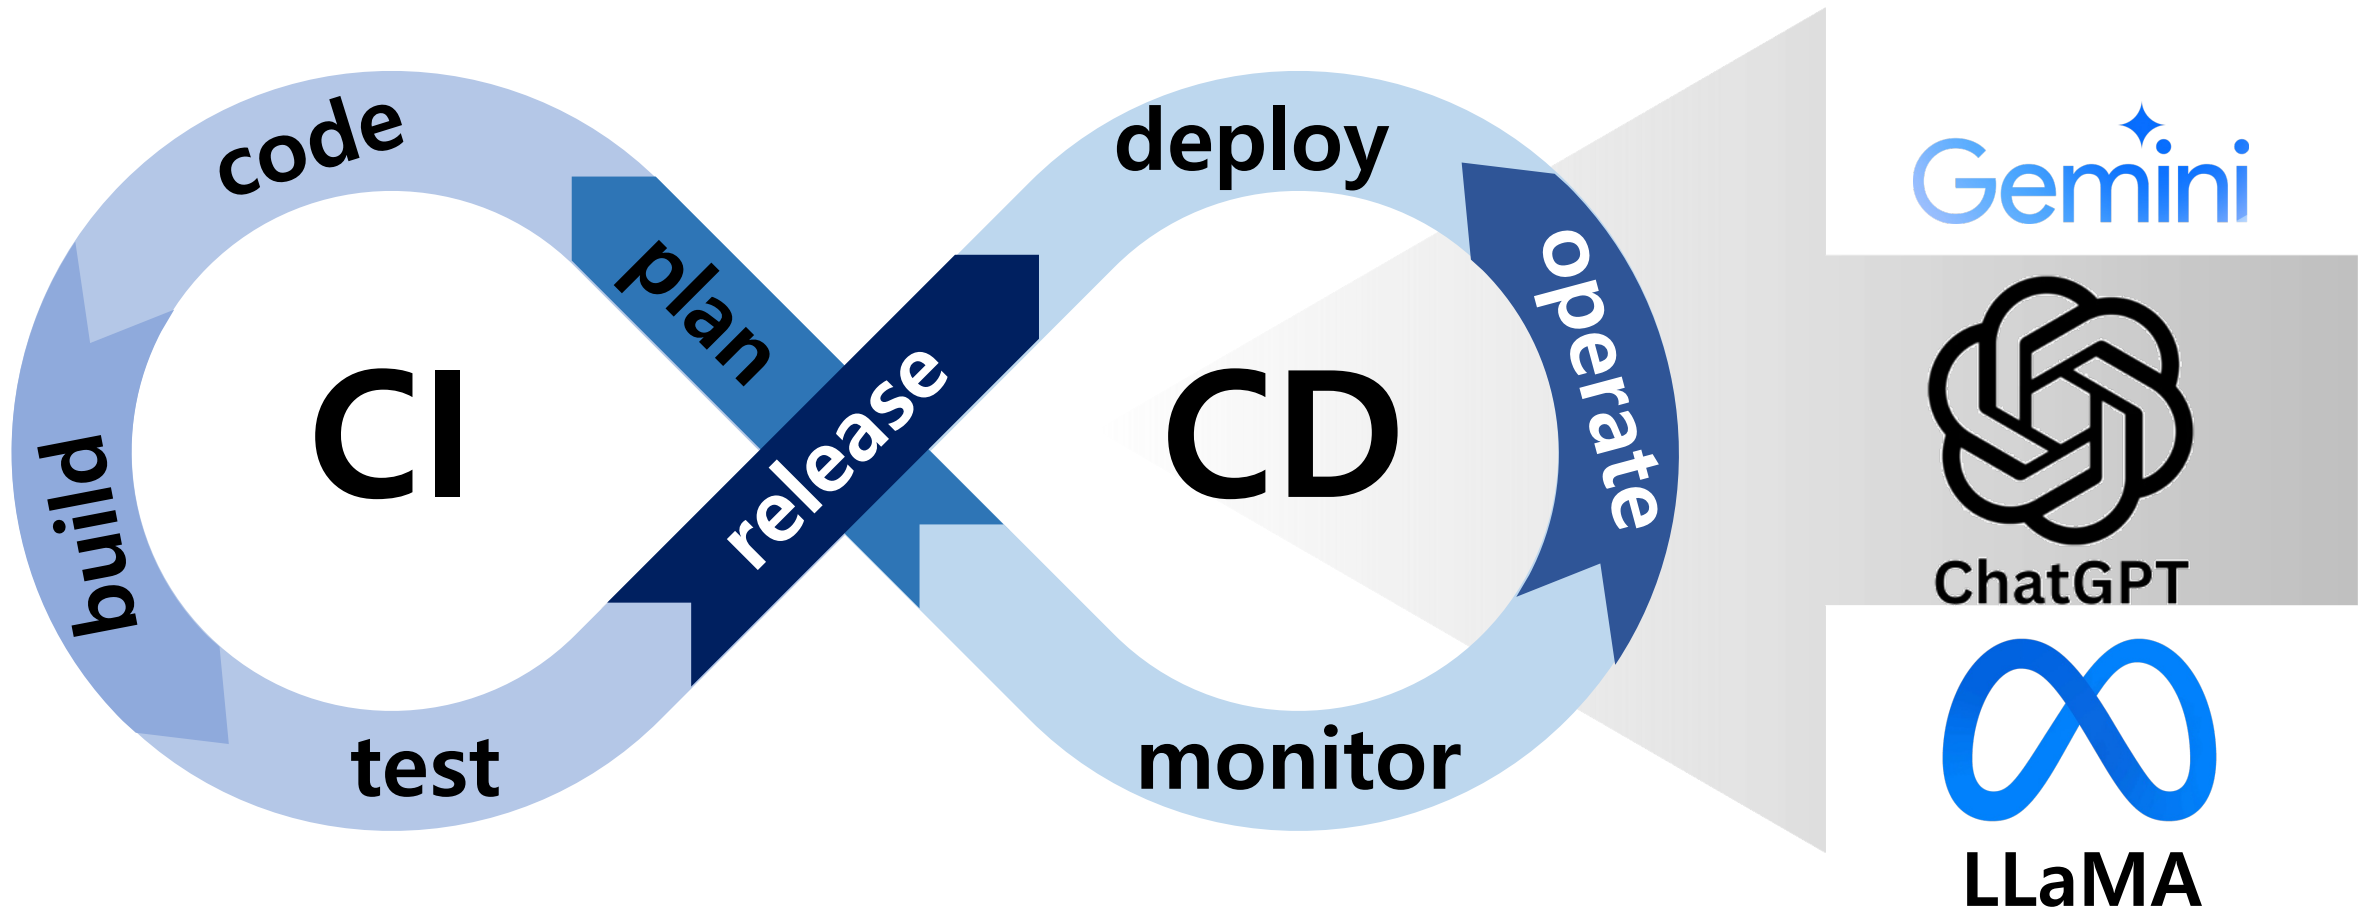 code
plan
build
CI
test
release
deploy
operate
CD
monitor
Gemini
ChatGPT
LLaMA